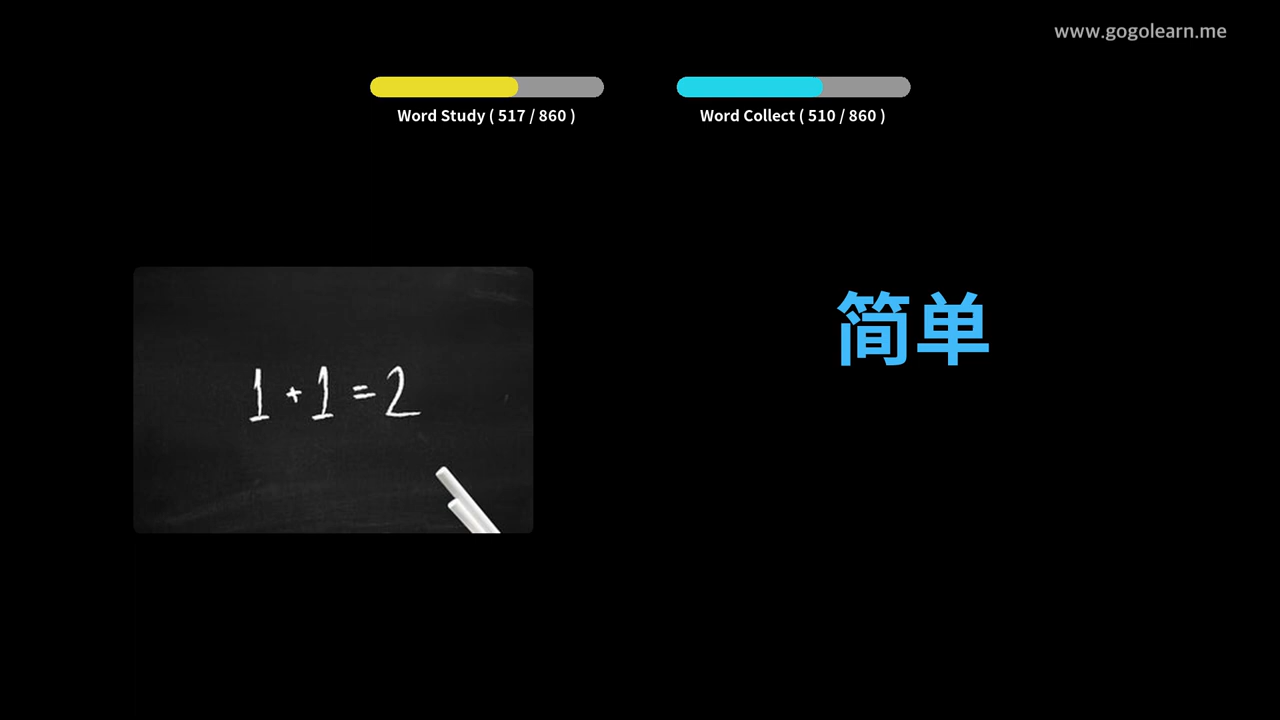 www.gogolearn.me
Word Study ( 517 / 860 )
Word Collect ( 510 / 860 )
简单
1 + 1 = 2